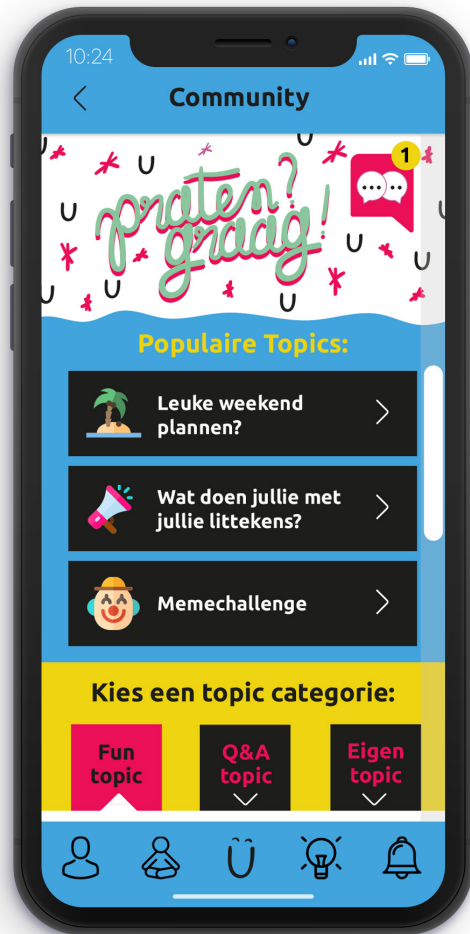 10:24
Community
praten?
graag!
1
Populaire Topics:
Leuke weekend
plannen?
Wat doen jullie met
jullie littekens?
Memechallenge
Kies een topic categorie:
Fun
topic
Q&A
topic
Eigen
topic